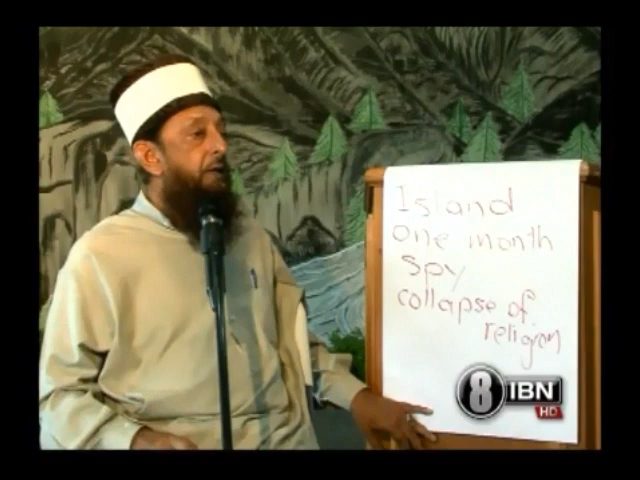 Island
one month
spy
collapse of
religion
8 IBN
HD